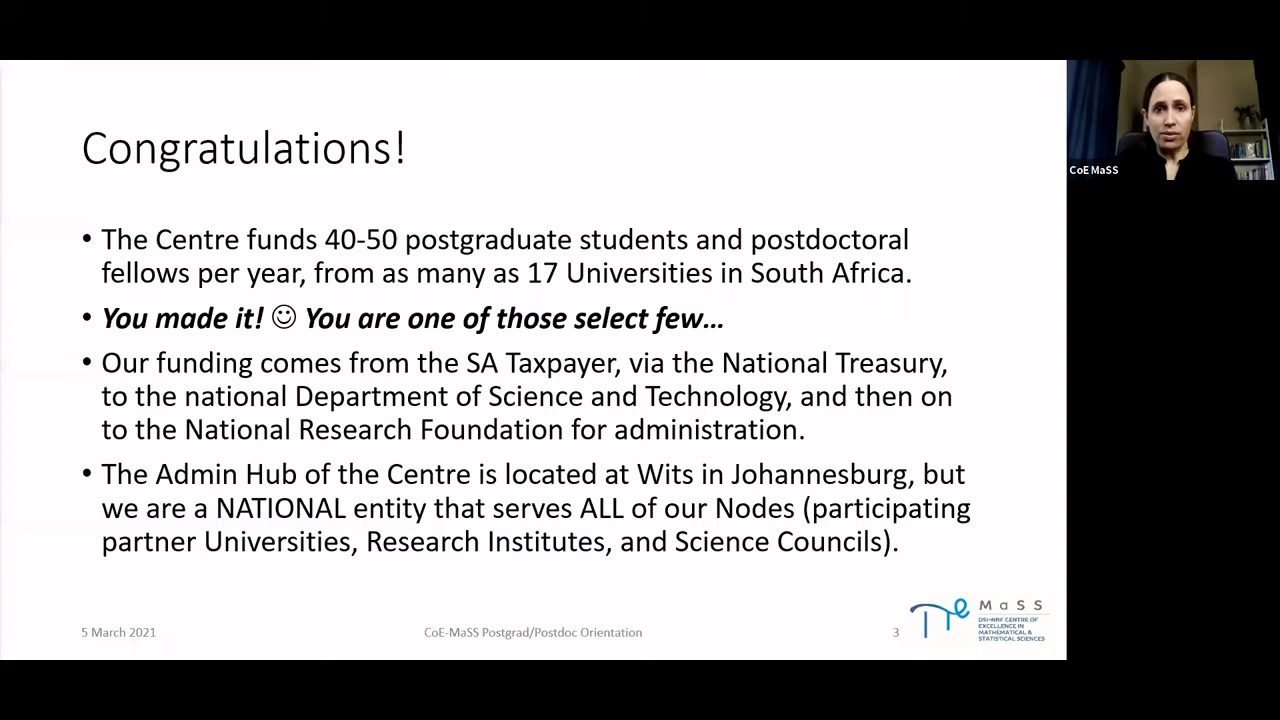 Congratulations!
• The Centre funds 40-50 postgraduate students and postdoctoral
fellows per year, from as many as 17 Universities in South Africa.
• You made it! ☺ You are one of those select few...
• Our funding comes from the SA Taxpayer, via the National Treasury,
to the national Department of Science and Technology, and then on
to the National Research Foundation for administration.
• The Admin Hub of the Centre is located at Wits in Johannesburg, but
we are a NATIONAL entity that serves ALL of our Nodes (participating
partner Universities, Research Institutes, and Science Councils).
5 March 2021
CoE-MaSS Postgrad/Postdoc Orientation
3
MaSS
DSI-NRF CENTRE OF
EXCELLENCE IN
MATHEMATICAL &
STATISTICAL SCIENCES
CoE MaSS